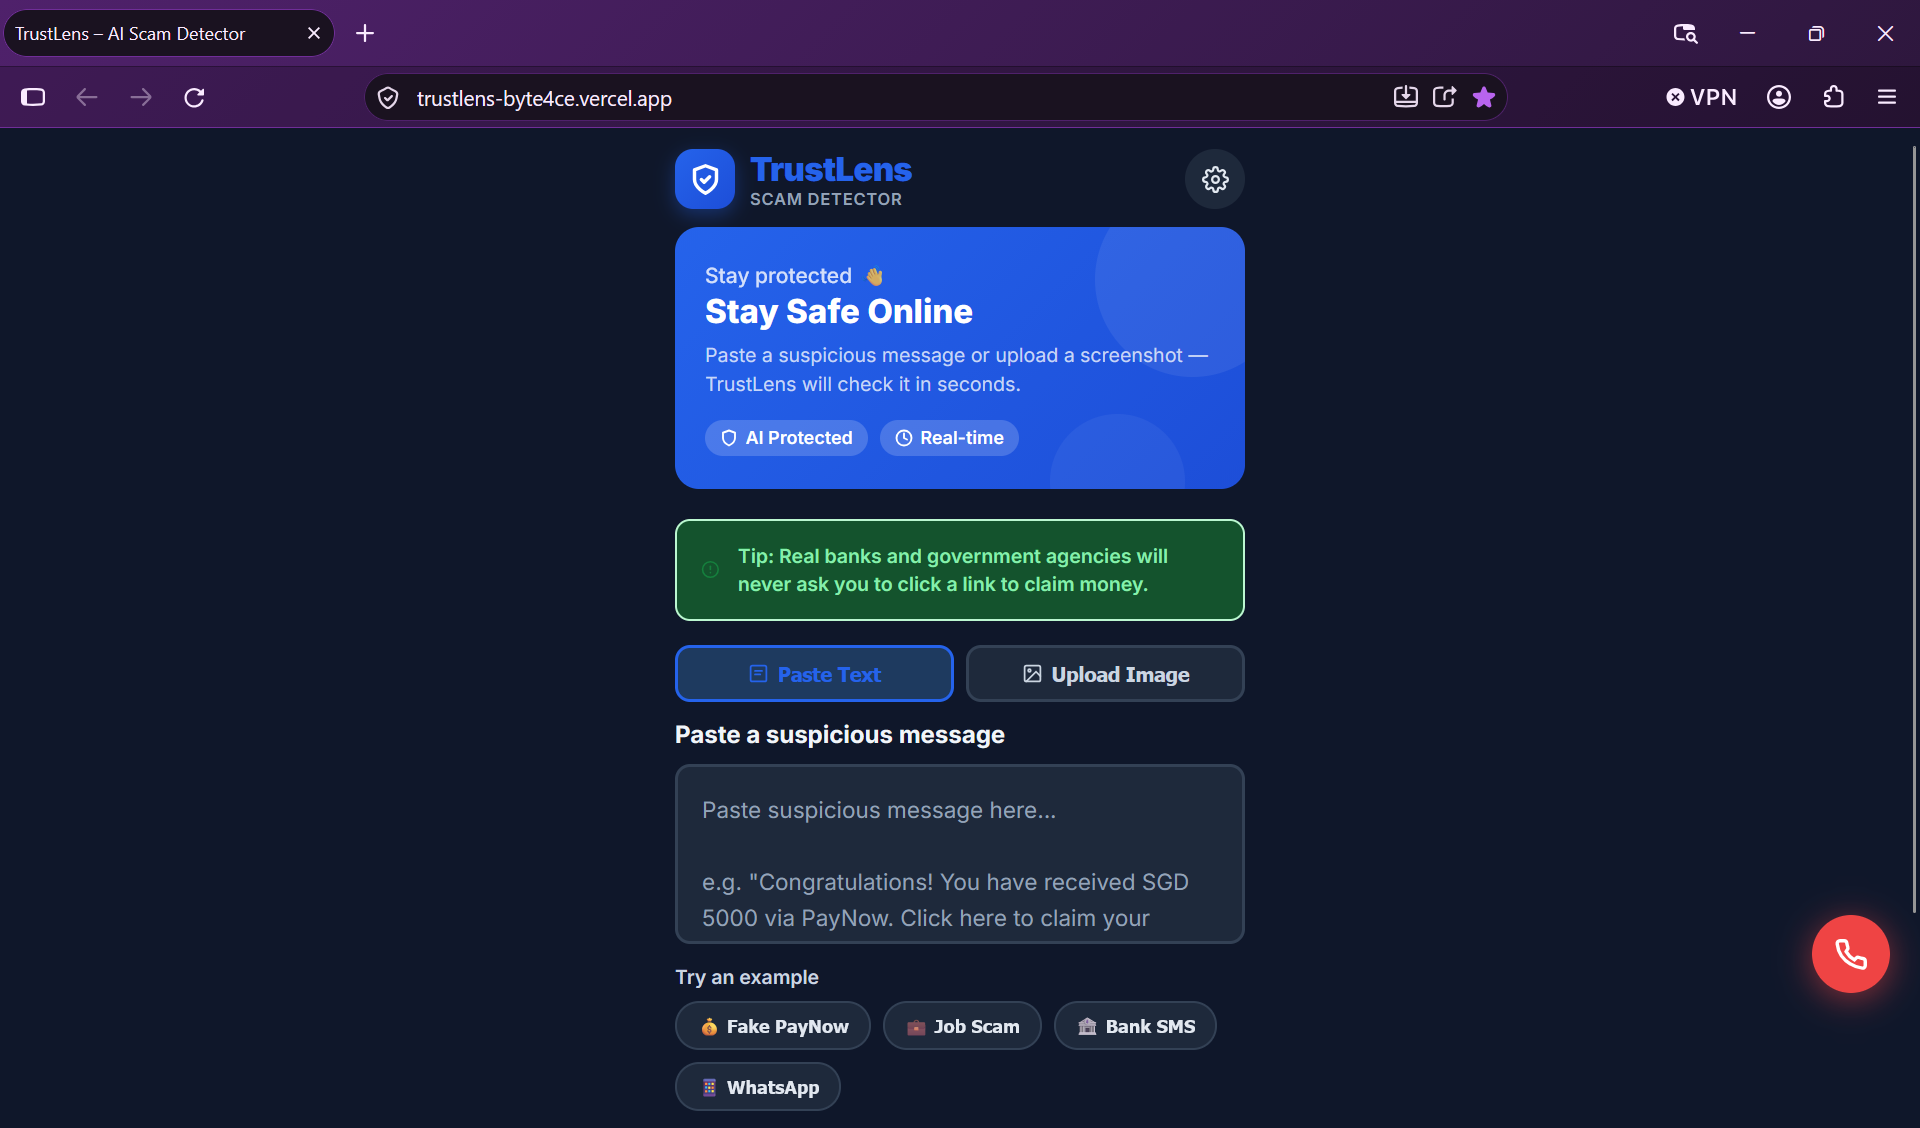 TrustLens – AI Scam Detector
trustlens-byte4ce.vercel.app
VPN
TrustLens
SCAM DETECTOR
Stay protected 👋
Stay Safe Online
Paste a suspicious message or upload a screenshot —
TrustLens will check it in seconds.
AI Protected
Real-time
Tip: Real banks and government agencies will
never ask you to click a link to claim money.
Paste Text
Upload Image
Paste a suspicious message
Paste suspicious message here...
e.g. "Congratulations! You have received SGD
5000 via PayNow. Click here to claim your
Try an example
Fake PayNow
Job Scam
Bank SMS
WhatsApp